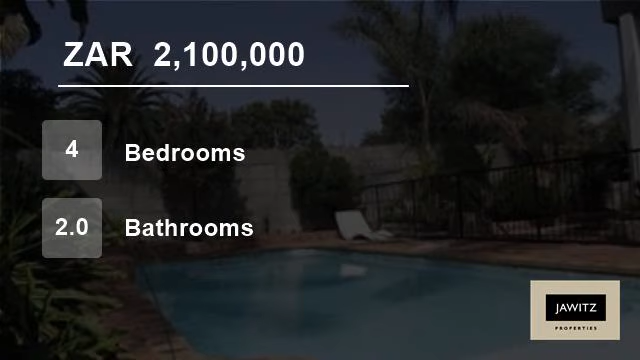 ZAR 2,100,000
4
Bedrooms
2.0
Bathrooms
JAWITZ
PROPERTIES